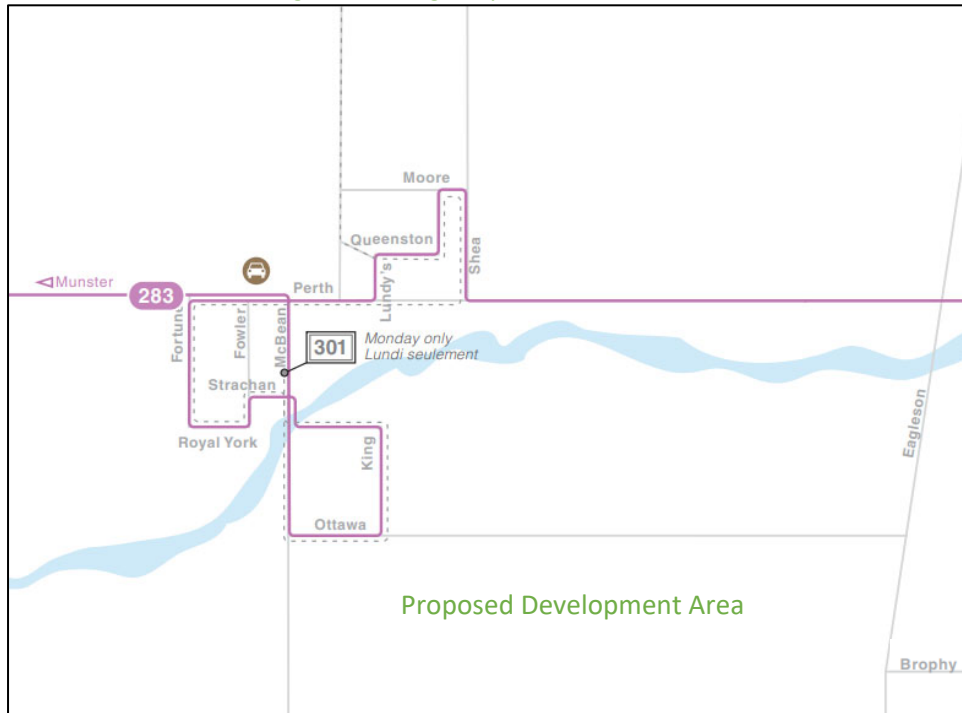 Moore
Queenston
Lundy's
Shea
Munster
283
Perth
Fowler
McBean
301
Monday only
Lundi seulement
Strachan
Royal York
King
Eagleson
Ottawa
Proposed Development Area
Brophy